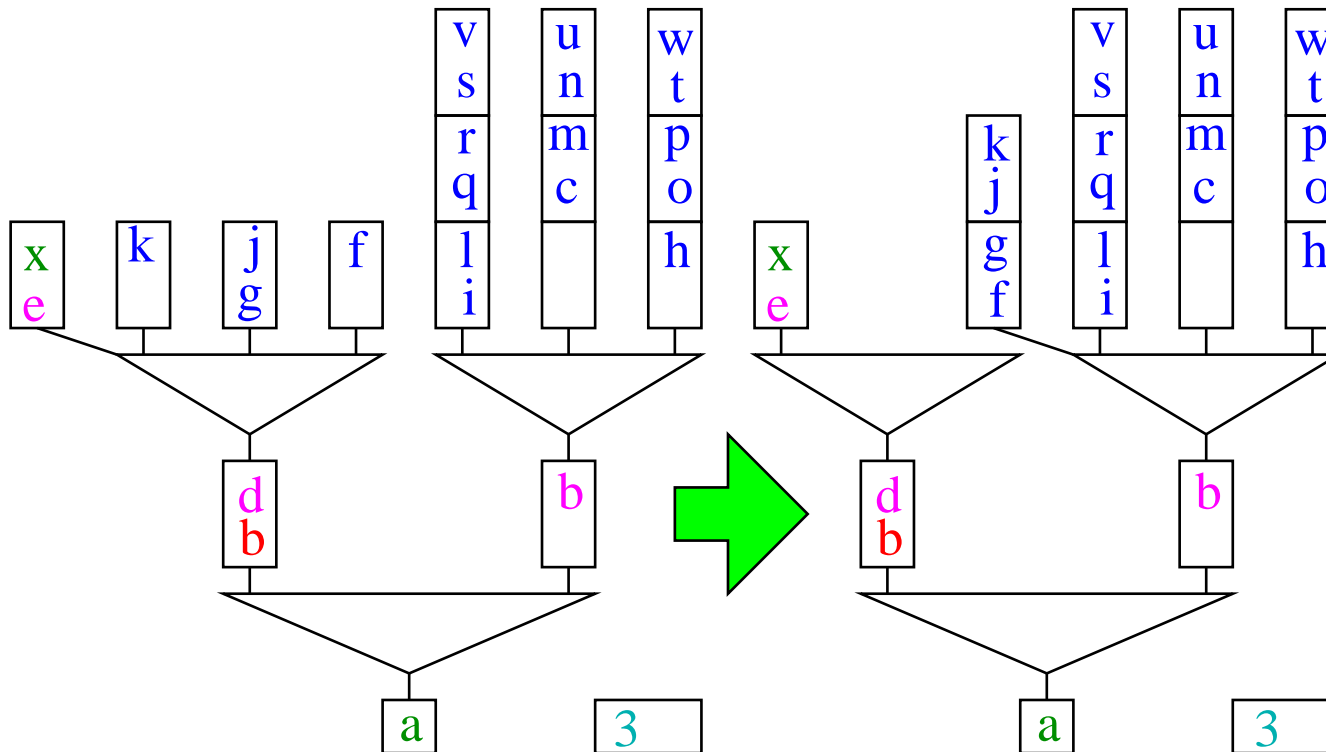 v u w v u w
s n t s n t
r m p k r m p
q c o j q c o
x k j f l h x g l h
e g i e f i
d b d b
b b
a 3 a 3